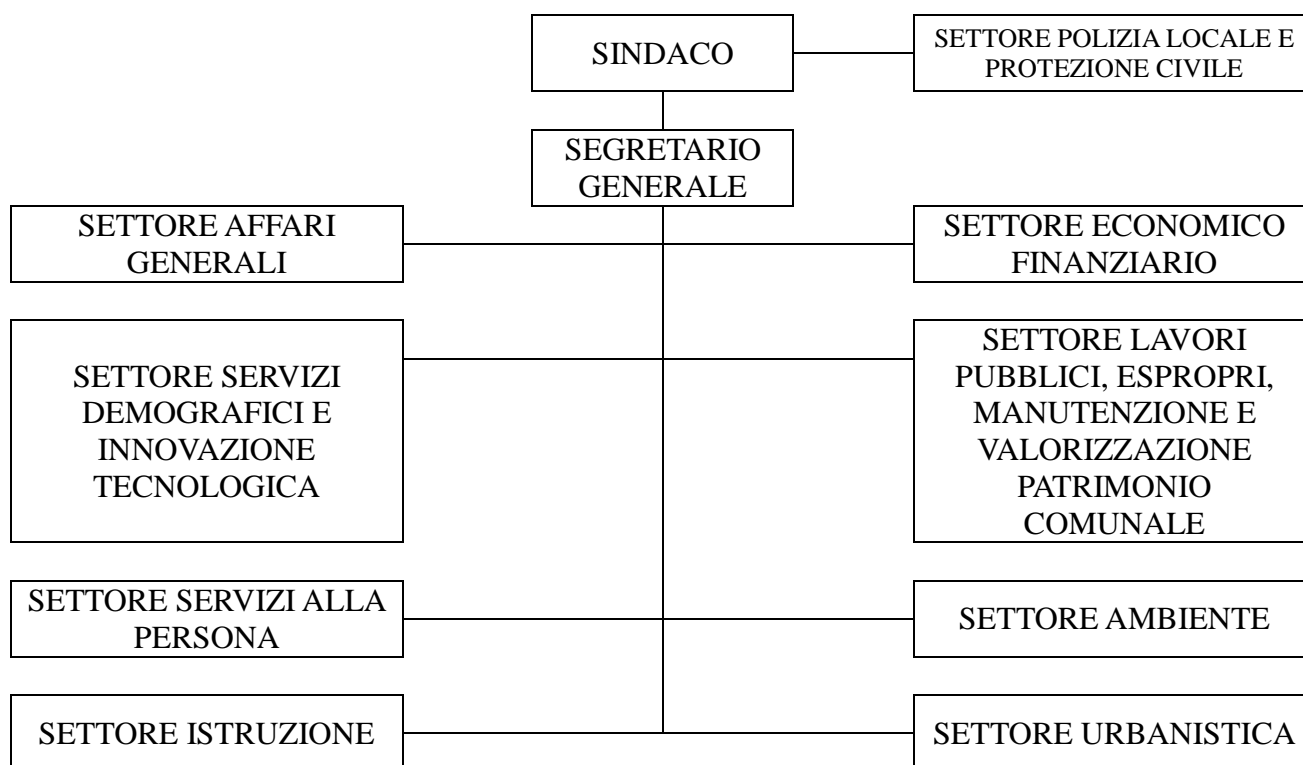 SINDACO
SETTORE POLIZIA LOCALE E
PROTEZIONE CIVILE
SEGRETARIO
GENERALE
SETTORE AFFARI
GENERALI
SETTORE ECONOMICO
FINANZIARIO
SETTORE SERVIZI
DEMOGRAFICI E
INNOVAZIONE
TECNOLOGICA
SETTORE LAVORI
PUBBLICI, ESPROPRI,
MANUTENZIONE E
VALORIZZAZIONE
PATRIMONIO
COMUNALE
SETTORE SERVIZI ALLA
PERSONA
SETTORE AMBIENTE
SETTORE ISTRUZIONE
SETTORE URBANISTICA